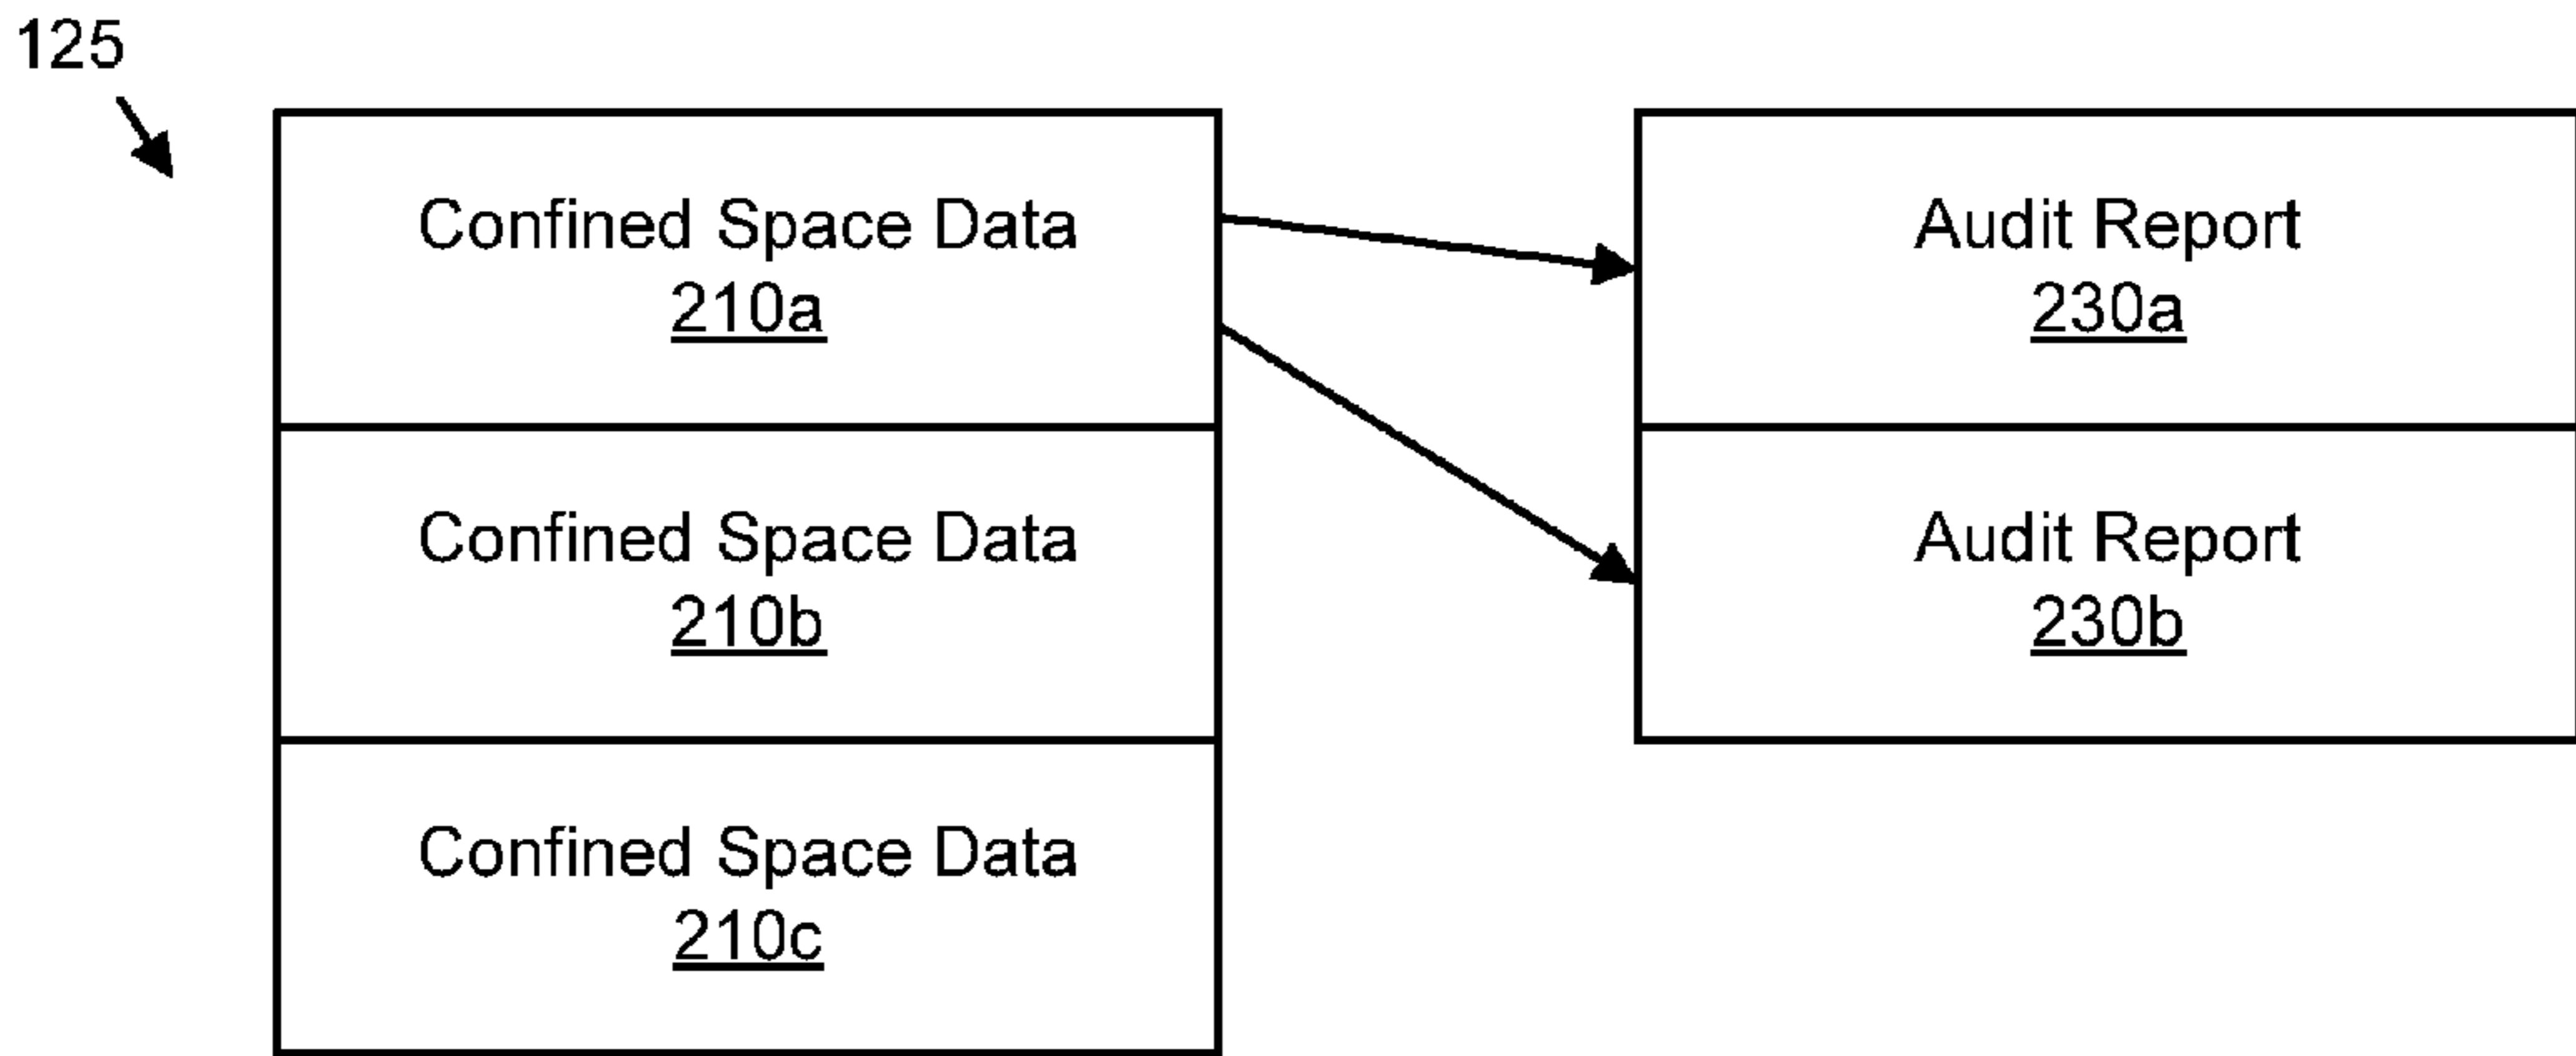 125
Confined Space Data
210a
Confined Space Data
210b
Confined Space Data
210c
Audit Report
230a
Audit Report
230b